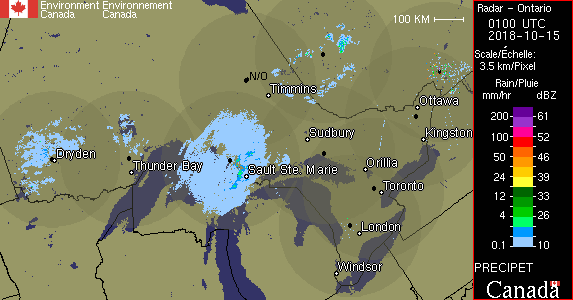 Environment Environnement
Canada Canada
100 KM
N/O
Timmins
Ottawa
Sudbury
Kingston
Dryden
Thunder Bay
Sault Ste. Marie
Orillia
Toronto
London
Windsor
Radar - Ontario
0100 UTC
2018-10-15
Scale/Échelle:
3.5 km/Pixel
Rain/Pluie
mm/hr dBZ
200 61
100 52
50 46
24 39
12 33
4 26
0.1 10
PRECIPET
Canada